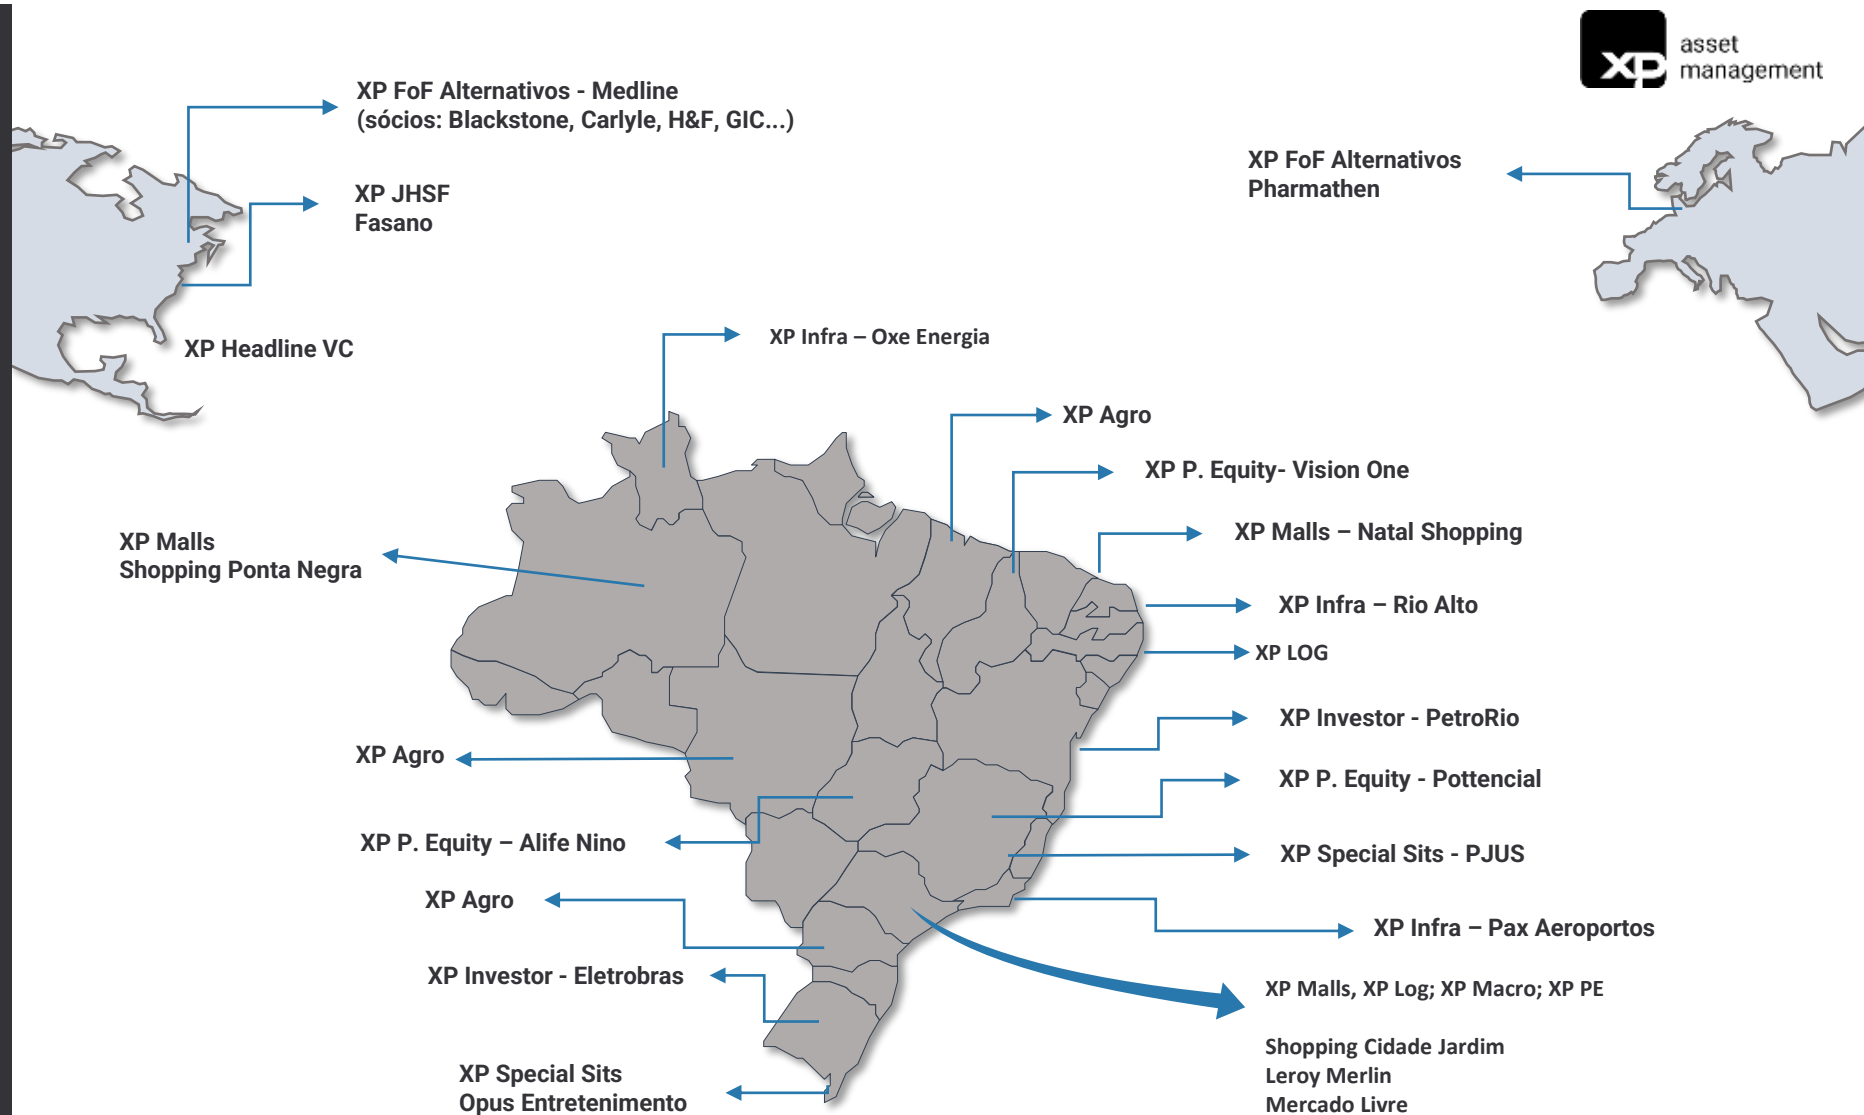 XP asset
management
XP FoF Alternativos - Medline
(sócios: Blackstone, Carlyle, H&F, GIC...)
XP FoF Alternativos
Pharmathen
XP JHSF
Fasano
XP Headline VC
XP Infra – Oxe Energia
XP Agro
XP P. Equity- Vision One
XP Malls – Natal Shopping
XP Malls
Shopping Ponta Negra
XP Infra – Rio Alto
XP LOG
XP Investor - PetroRio
XP Agro
XP P. Equity - Pottencial
XP P. Equity – Alife Nino
XP Special Sits - PJUS
XP Agro
XP Infra – Pax Aeroportos
XP Investor - Eletrobras
XP Malls, XP Log; XP Macro; XP PE
Shopping Cidade Jardim
Leroy Merlin
Mercado Livre
XP Special Sits
Opus Entretenimento